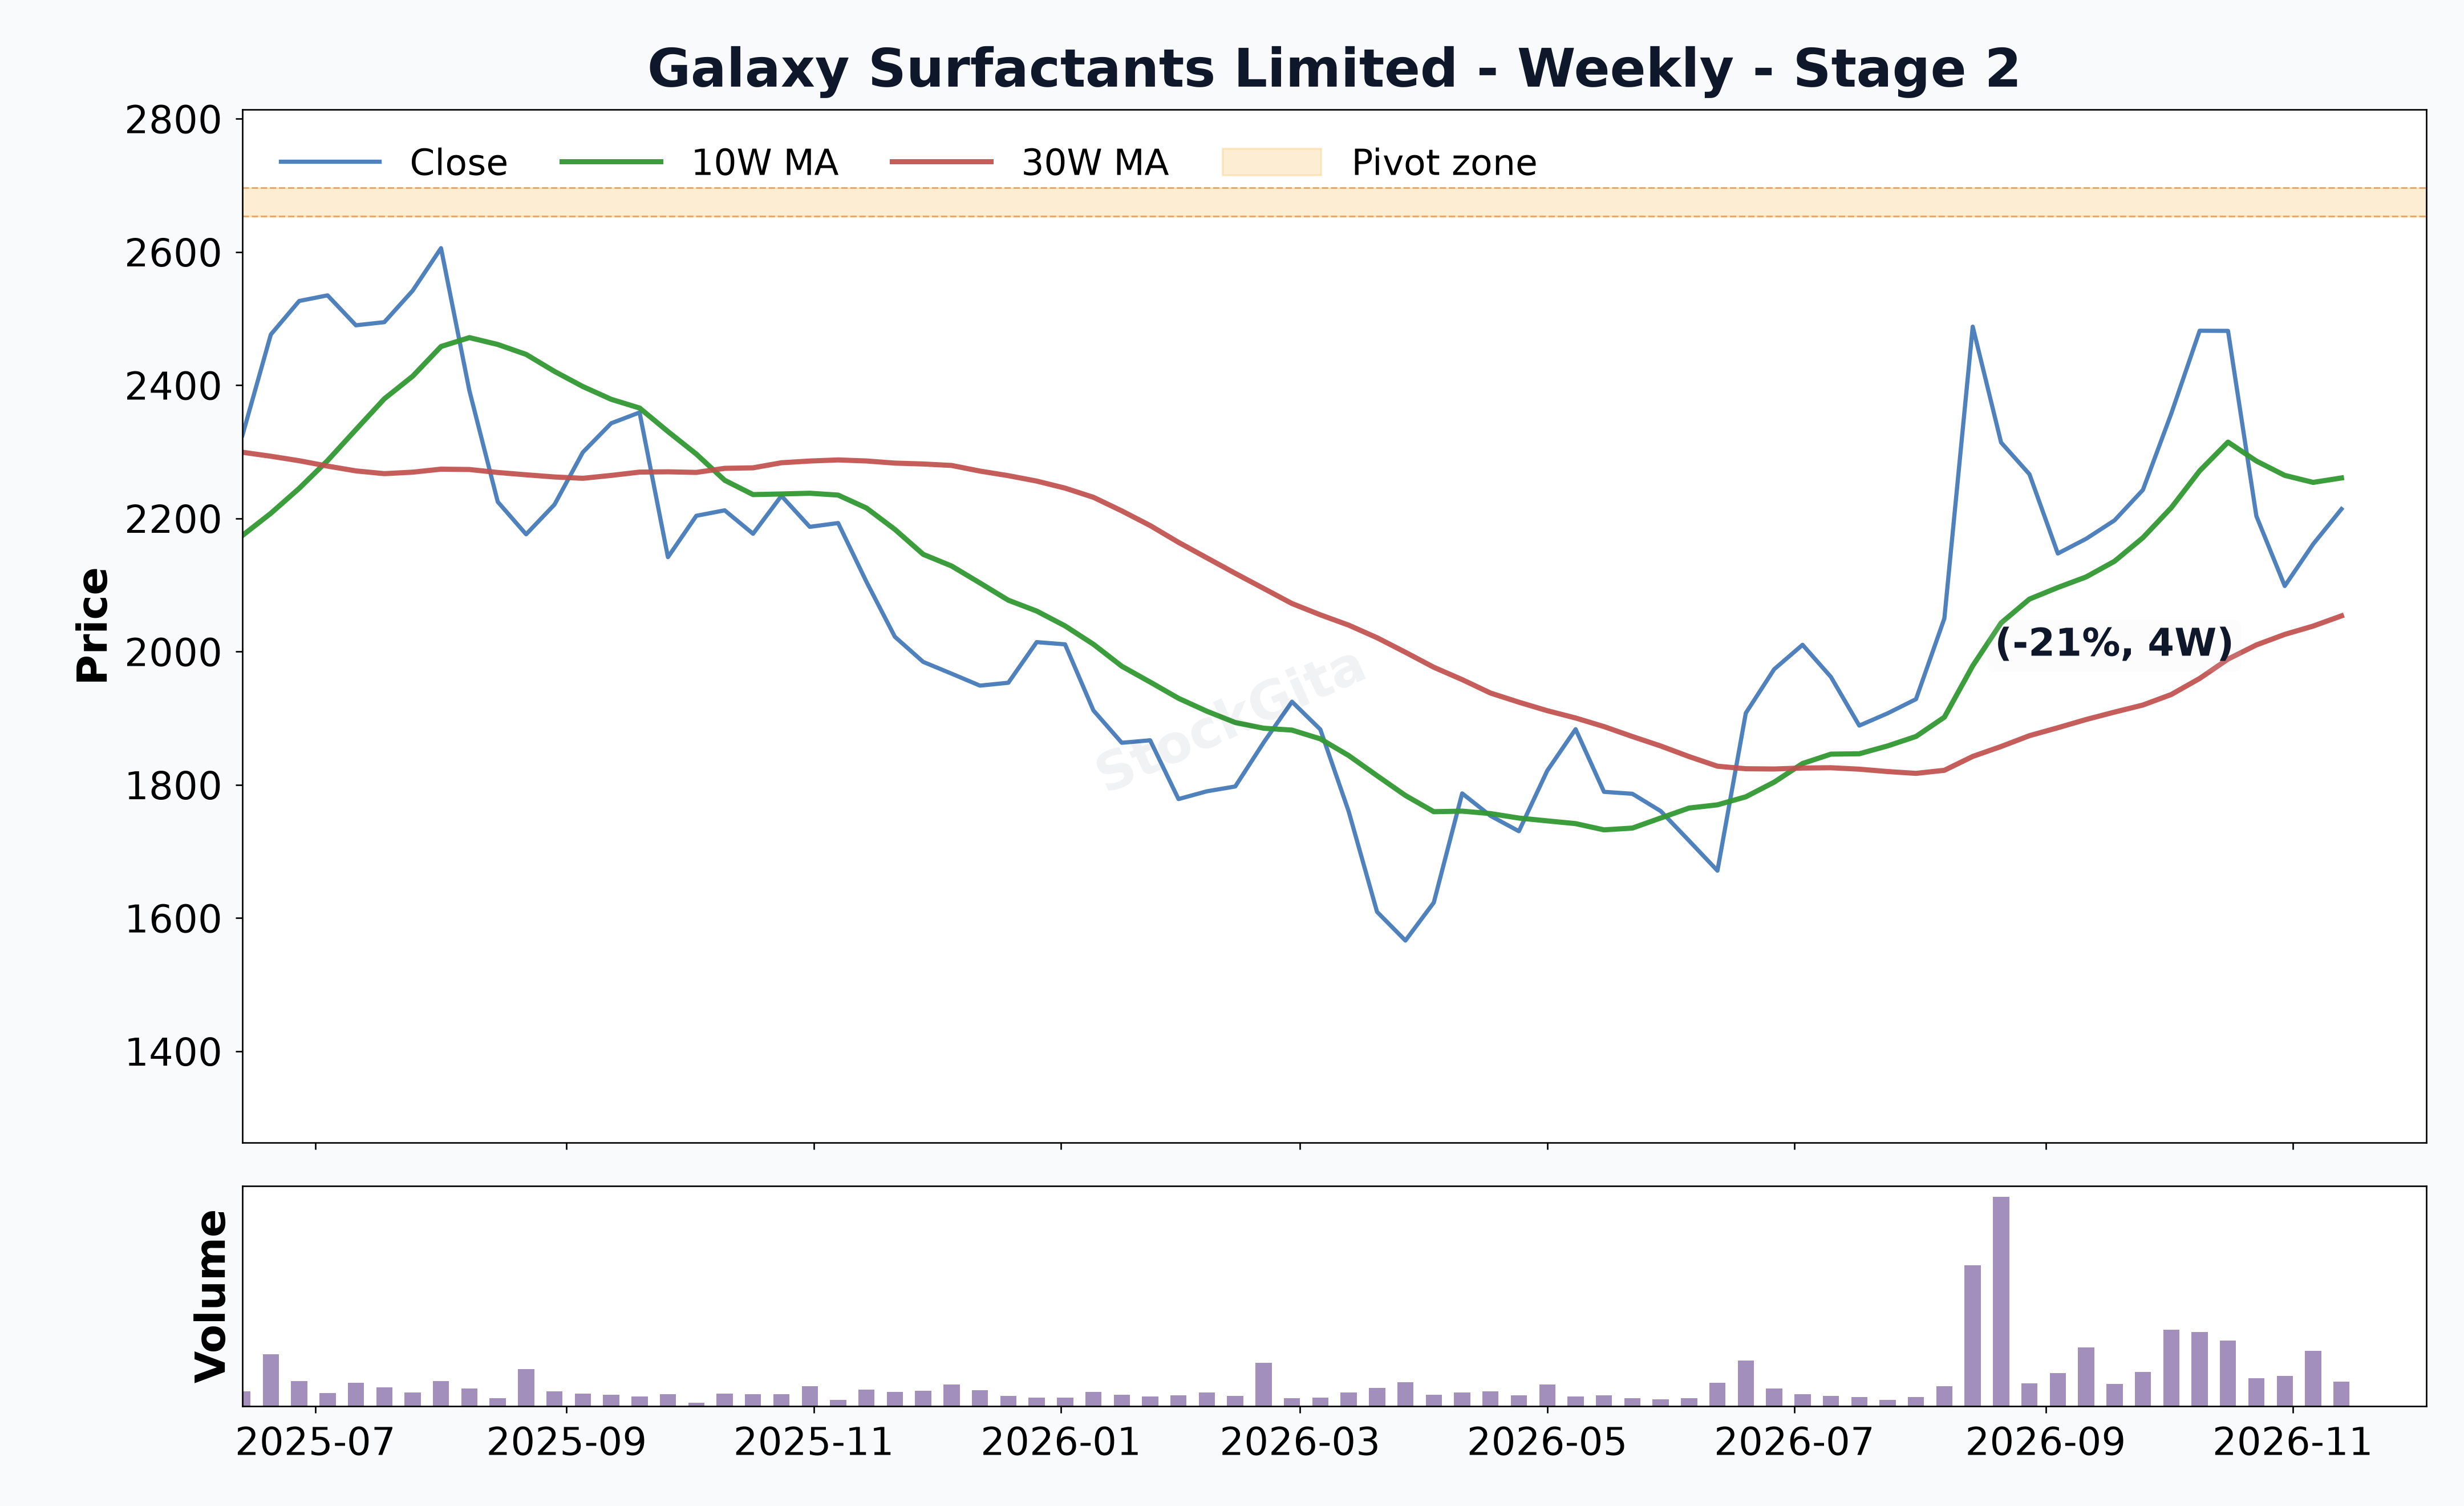 Galaxy Surfactants Limited - Weekly - Stage 2
Close 10W MA 30W MA Pivot zone
Price
2800
2600
2400
2200
2000
1800
1600
1400
(-21%, 4W)
StockGita
Volume
2025-07 2025-09 2025-11 2026-01 2026-03 2026-05 2026-07 2026-09 2026-11